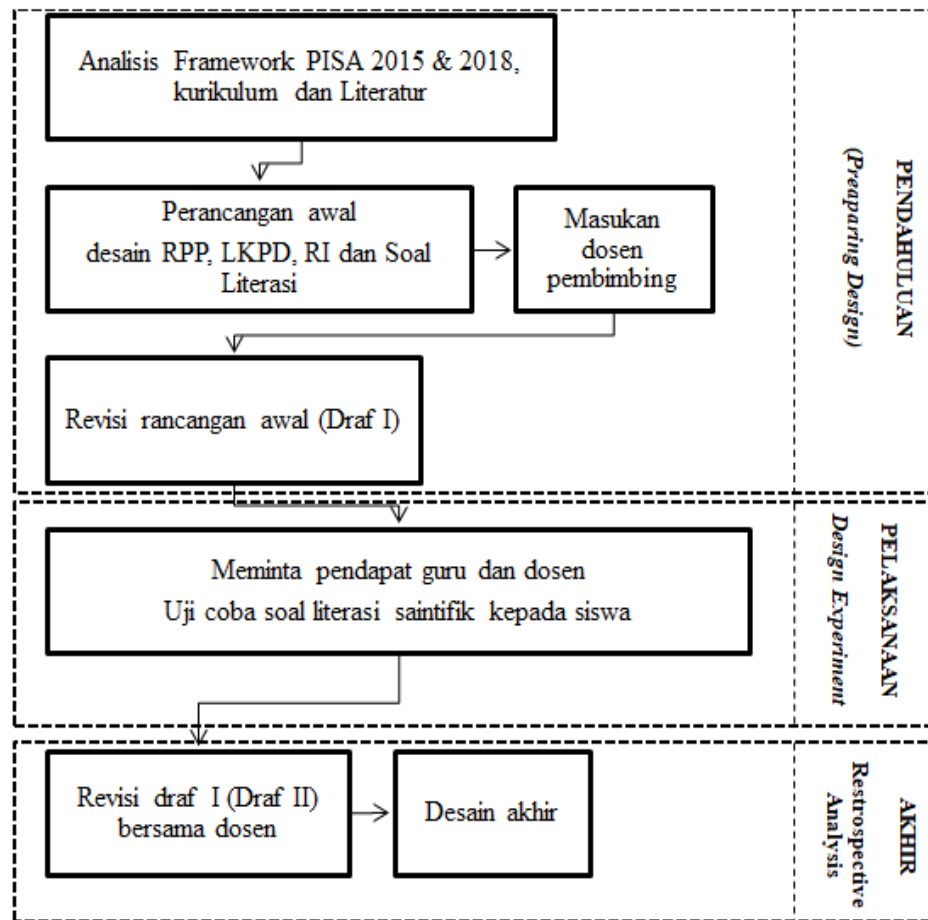 Analisis Framework PISA 2015 & 2018,
kurikulum dan Literatur
Perancangan awal
desain RPP, LKPD, RI dan Soal
Literasi
Masukan
dosen
pembimbing
Revisi rancangan awal (Draf I)
PENDAHULUAN
(Preaparing Design)
Meminta pendapat guru dan dosen
Uji coba soal literasi saintifik kepada siswa
PELAKSANAAN
Design Experiment
Revisi draf I (Draf II)
bersama dosen
Desain akhir
AKHIR
Restrospective
Analysis